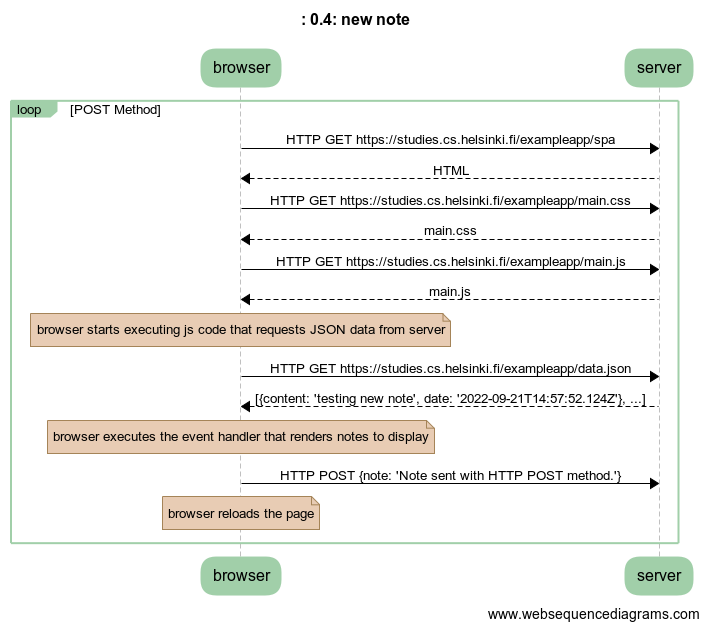 : 0.4: new note
browser
server
loop
[POST Method]
HTTP GET https://studies.cs.helsinki.fi/exampleapp/spa
HTML
HTTP GET https://studies.cs.helsinki.fi/exampleapp/main.css
main.css
HTTP GET https://studies.cs.helsinki.fi/exampleapp/main.js
main.js
browser starts executing js code that requests JSON data from server
HTTP GET https://studies.cs.helsinki.fi/exampleapp/data.json
[{content: 'testing new note', date: '2022-09-21T14:57:52.124Z'}, ...]
browser executes the event handler that renders notes to display
HTTP POST {note: 'Note sent with HTTP POST method.'}
browser reloads the page
browser
server
www.websequencediagrams.com